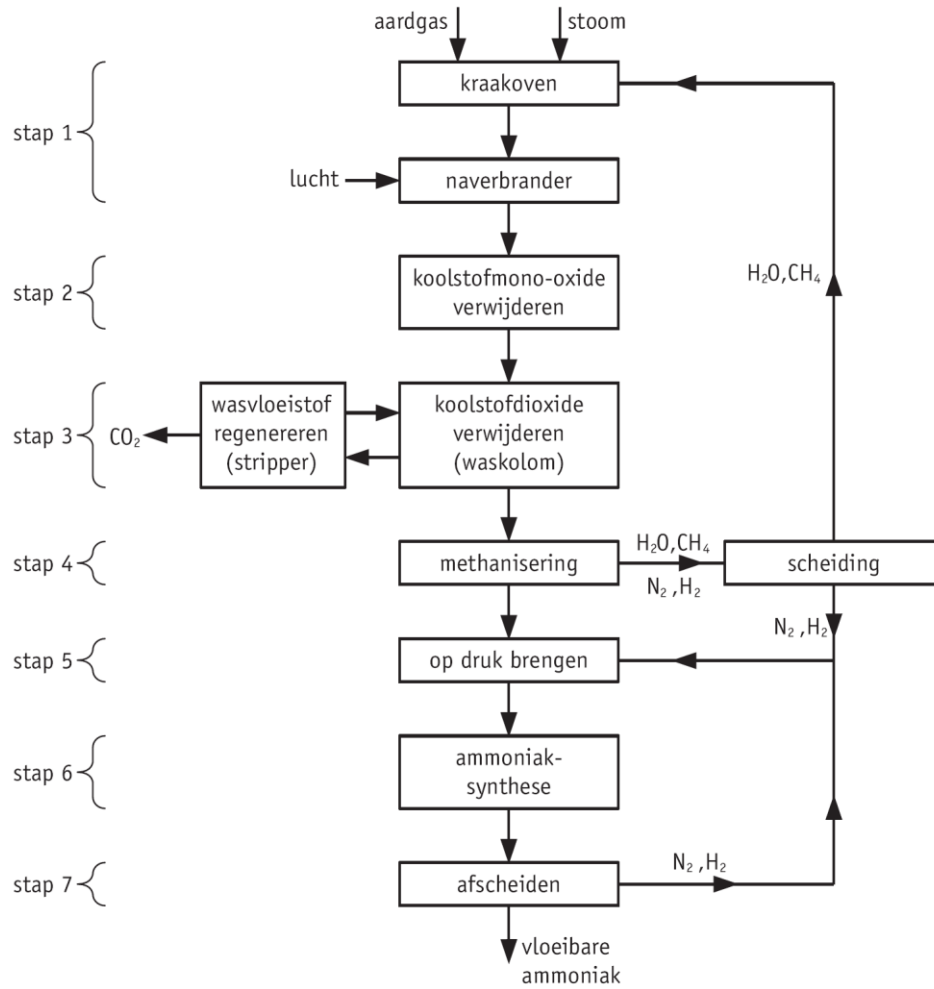 aardgas
stoom
kraakoven
stap 1
lucht
naverbrander
H₂O,CH₄
stap 2
koolstofmono-oxide
verwijderen
stap 3
CO₂
wasvloeistof
regenereren
(stripper)
koolstofdioxide
verwijderen
(waskolom)
stap 4
methanisering
H₂O,CH₄
N₂ ,H₂
scheiding
N₂ ,H₂
stap 5
op druk brengen
stap 6
ammoniak-
synthese
stap 7
afscheiden
N₂ ,H₂
vloeibare
ammoniak